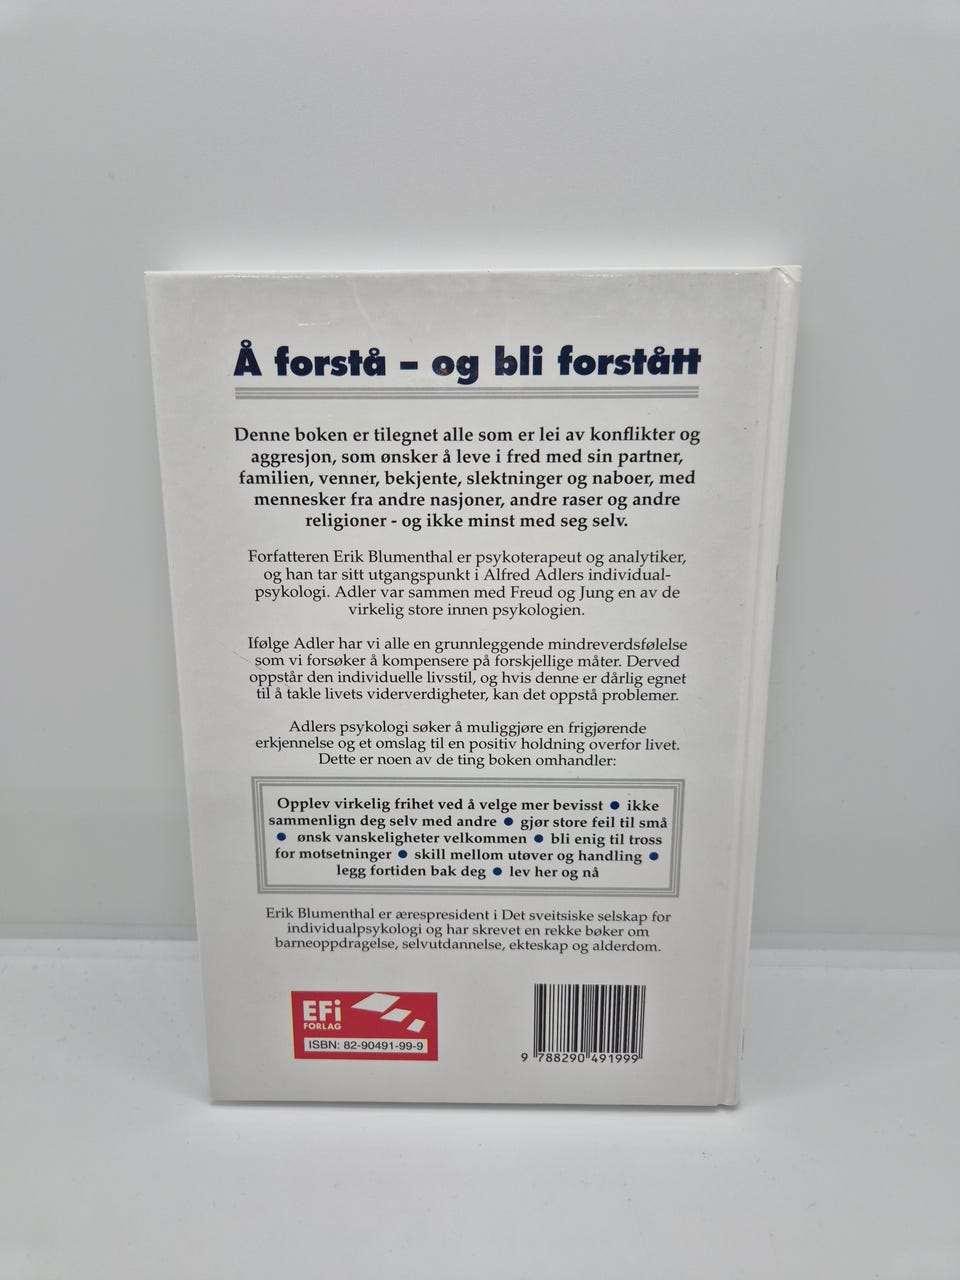 Å forstå – og bli forstått
Denne boken er tilegnet alle som er lei av konflikter og
aggresjon, som ønsker å leve i fred med sin partner,
familien, venner, bekjente, slektninger og naboer, med
mennesker fra andre nasjoner, andre raser og andre
religioner - og ikke minst med seg selv.
Forfatteren Erik Blumenthal er psykoterapeut og analytiker,
og han tar sitt utgangspunkt i Alfred Adlers individual-
psykologi. Adler var sammen med Freud og Jung en av de
virkelig store innen psykologien.
Ifølge Adler har vi alle en grunnleggende mindreverdsfølelse
som vi forsøker å kompensere på forskjellige måter. Derved
oppstår den individuelle livsstil, og hvis denne er dårlig egnet
til å takle livets viderverdigheter, kan det oppstå problemer.
Adlers psykologi søker å muliggjøre en frigjørende
erkjennelse og et omslag til en positiv holdning overfor livet.
Dette er noen av de ting boken omhandler:
Opplev virkelig frihet ved å velge mer bevisst ● ikke
sammenlign deg selv med andre ● gjør store feil til små
● ønsk vanskeligheter velkommen ● bli enig til tross
for motsetninger ● skill mellom utøver og handling ●
legg fortiden bak deg ● lev her og nå
Erik Blumenthal er ærespresident i Det sveitsiske selskap for
individualpsykologi og har skrevet en rekke bøker om
barneoppdragelse, selvutdannelse, ekteskap og alderdom.
EFi
FORLAG
ISBN: 82-90491-99-9
9 788290 491999